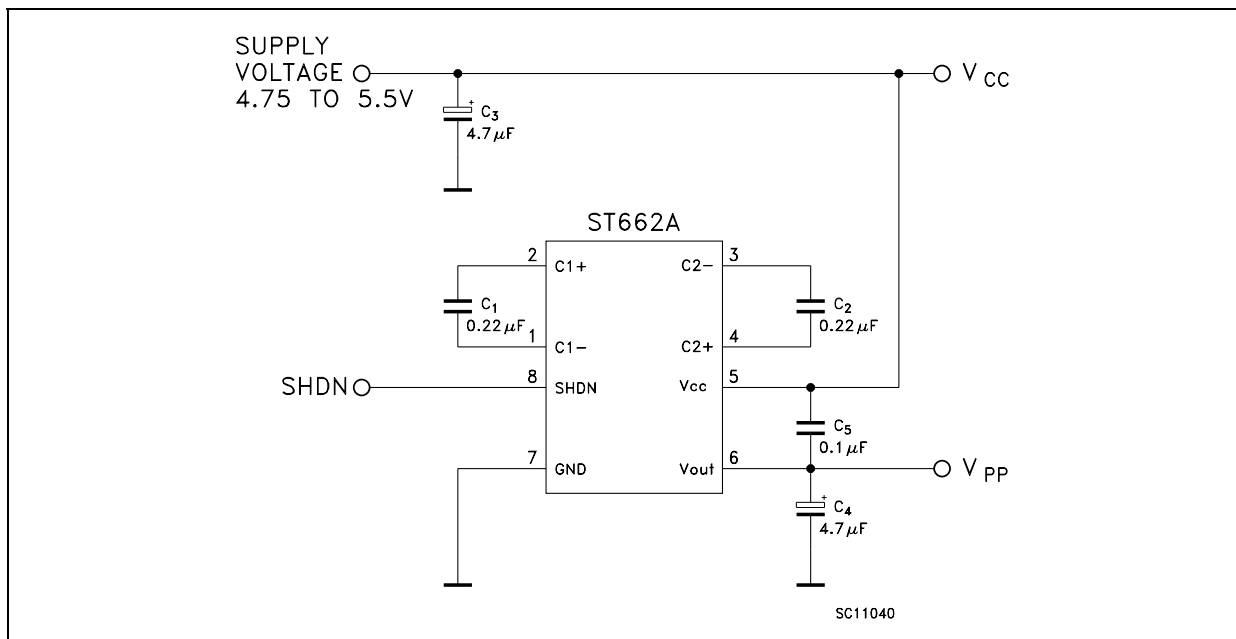 SUPPLY
VOLTAGE
4.75 TO 5.5V
VCC
+
C3
4.7µF
ST662A
2
C1+
C2-
3
C1
0.22µF
C2
0.22µF
1
C1-
C2+
4
SHDN
8
SHDN
Vcc
5
C5
0.1µF
7
GND
Vout
6
VPP
+
C4
4.7µF
SC11040